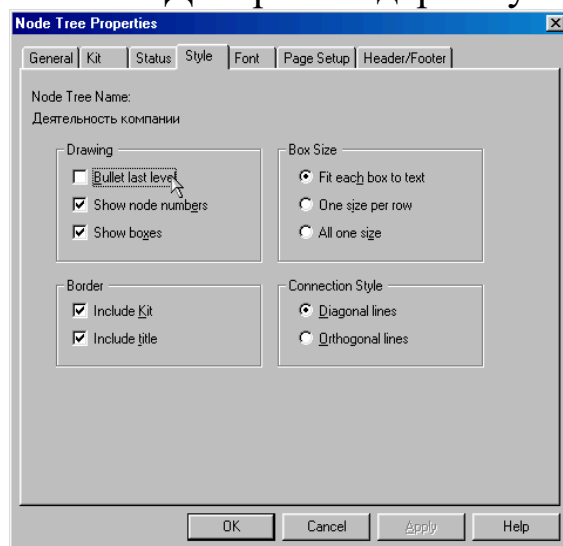 Node Tree Properties
General Kit Status Style Font Page Setup Header/Footer
Node Tree Name:
Деятельность компании
Drawing
Bullet last level
Show node numbers
Show boxes
Box Size
Fit each box to text
One size per row
All one size
Border
Include Kit
Include title
Connection Style
Diagonal lines
Orthogonal lines
OK Cancel Apply Help